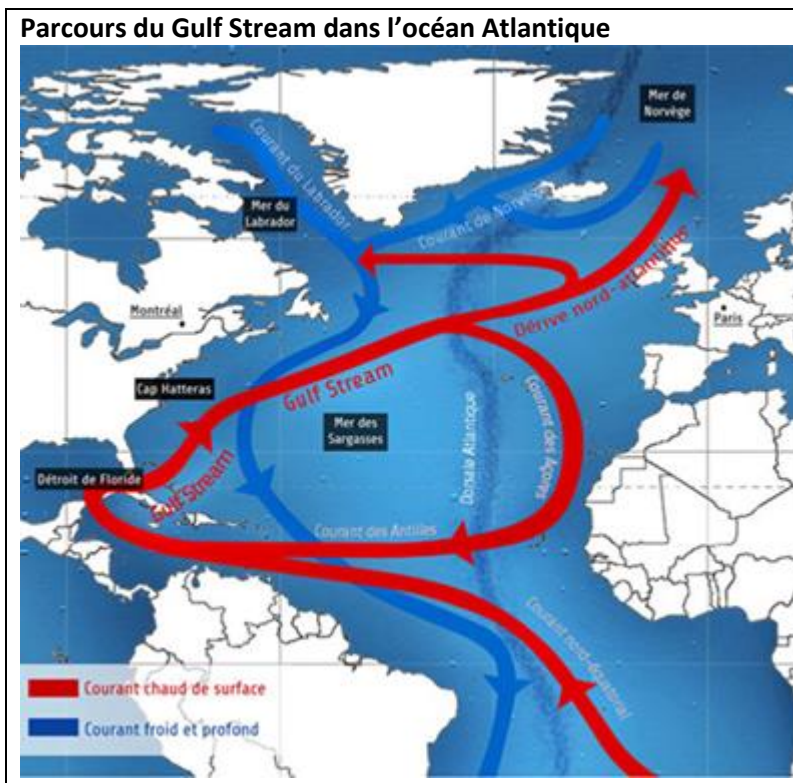 Parcours du Gulf Stream dans l’océan Atlantique
Mer de
Norvège
Courant du Labrador
Mer du
Labrador
Courant de Norvège
Montréal
Dérive nord-atlantique
Paris
Cap Hatteras
Gulf Stream
Mer des
Sargasses
Dorsale Atlantique
Courant des Açores
Détroit de Floride
Gulf Stream
Courant des Antilles
Courant nord-équatorial
Courant chaud de surface
Courant froid et profond